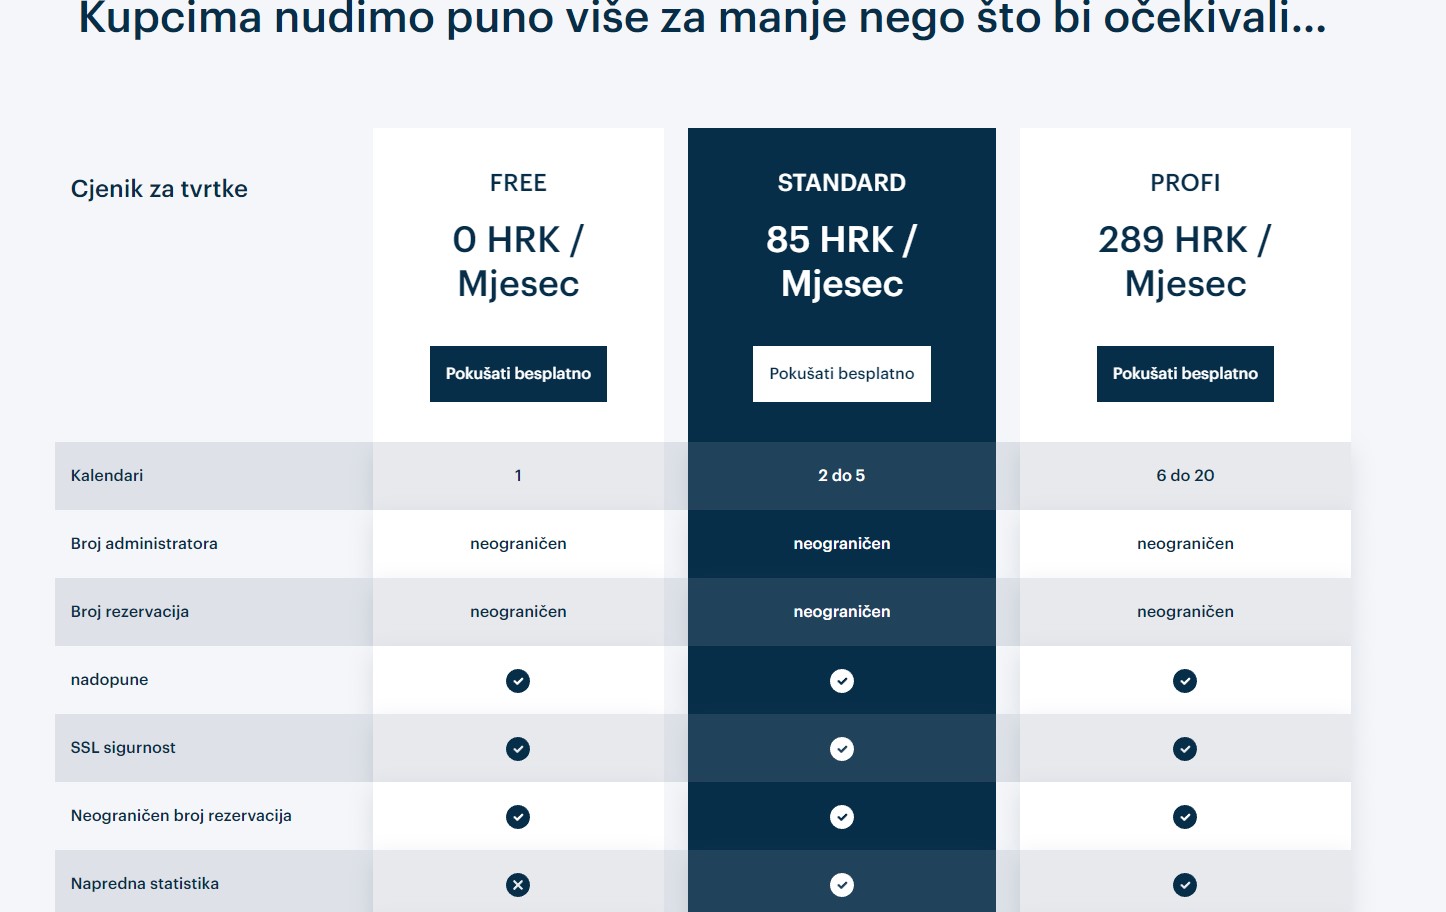 Kupcima nudimo puno više za manje nego što bi očekivali...
Cjenik za tvrtke
FREE
0 HRK /
Mjesec
Pokušati besplatno
STANDARD
85 HRK /
Mjesec
Pokušati besplatno
PROFI
289 HRK /
Mjesec
Pokušati besplatno
Kalendari 1 2 do 5 6 do 20
Broj administratora neograničen neograničen neograničen
Broj rezervacija neograničen neograničen neograničen
nadopune
SSL sigurnost
Neograničen broj rezervacija
Napredna statistika